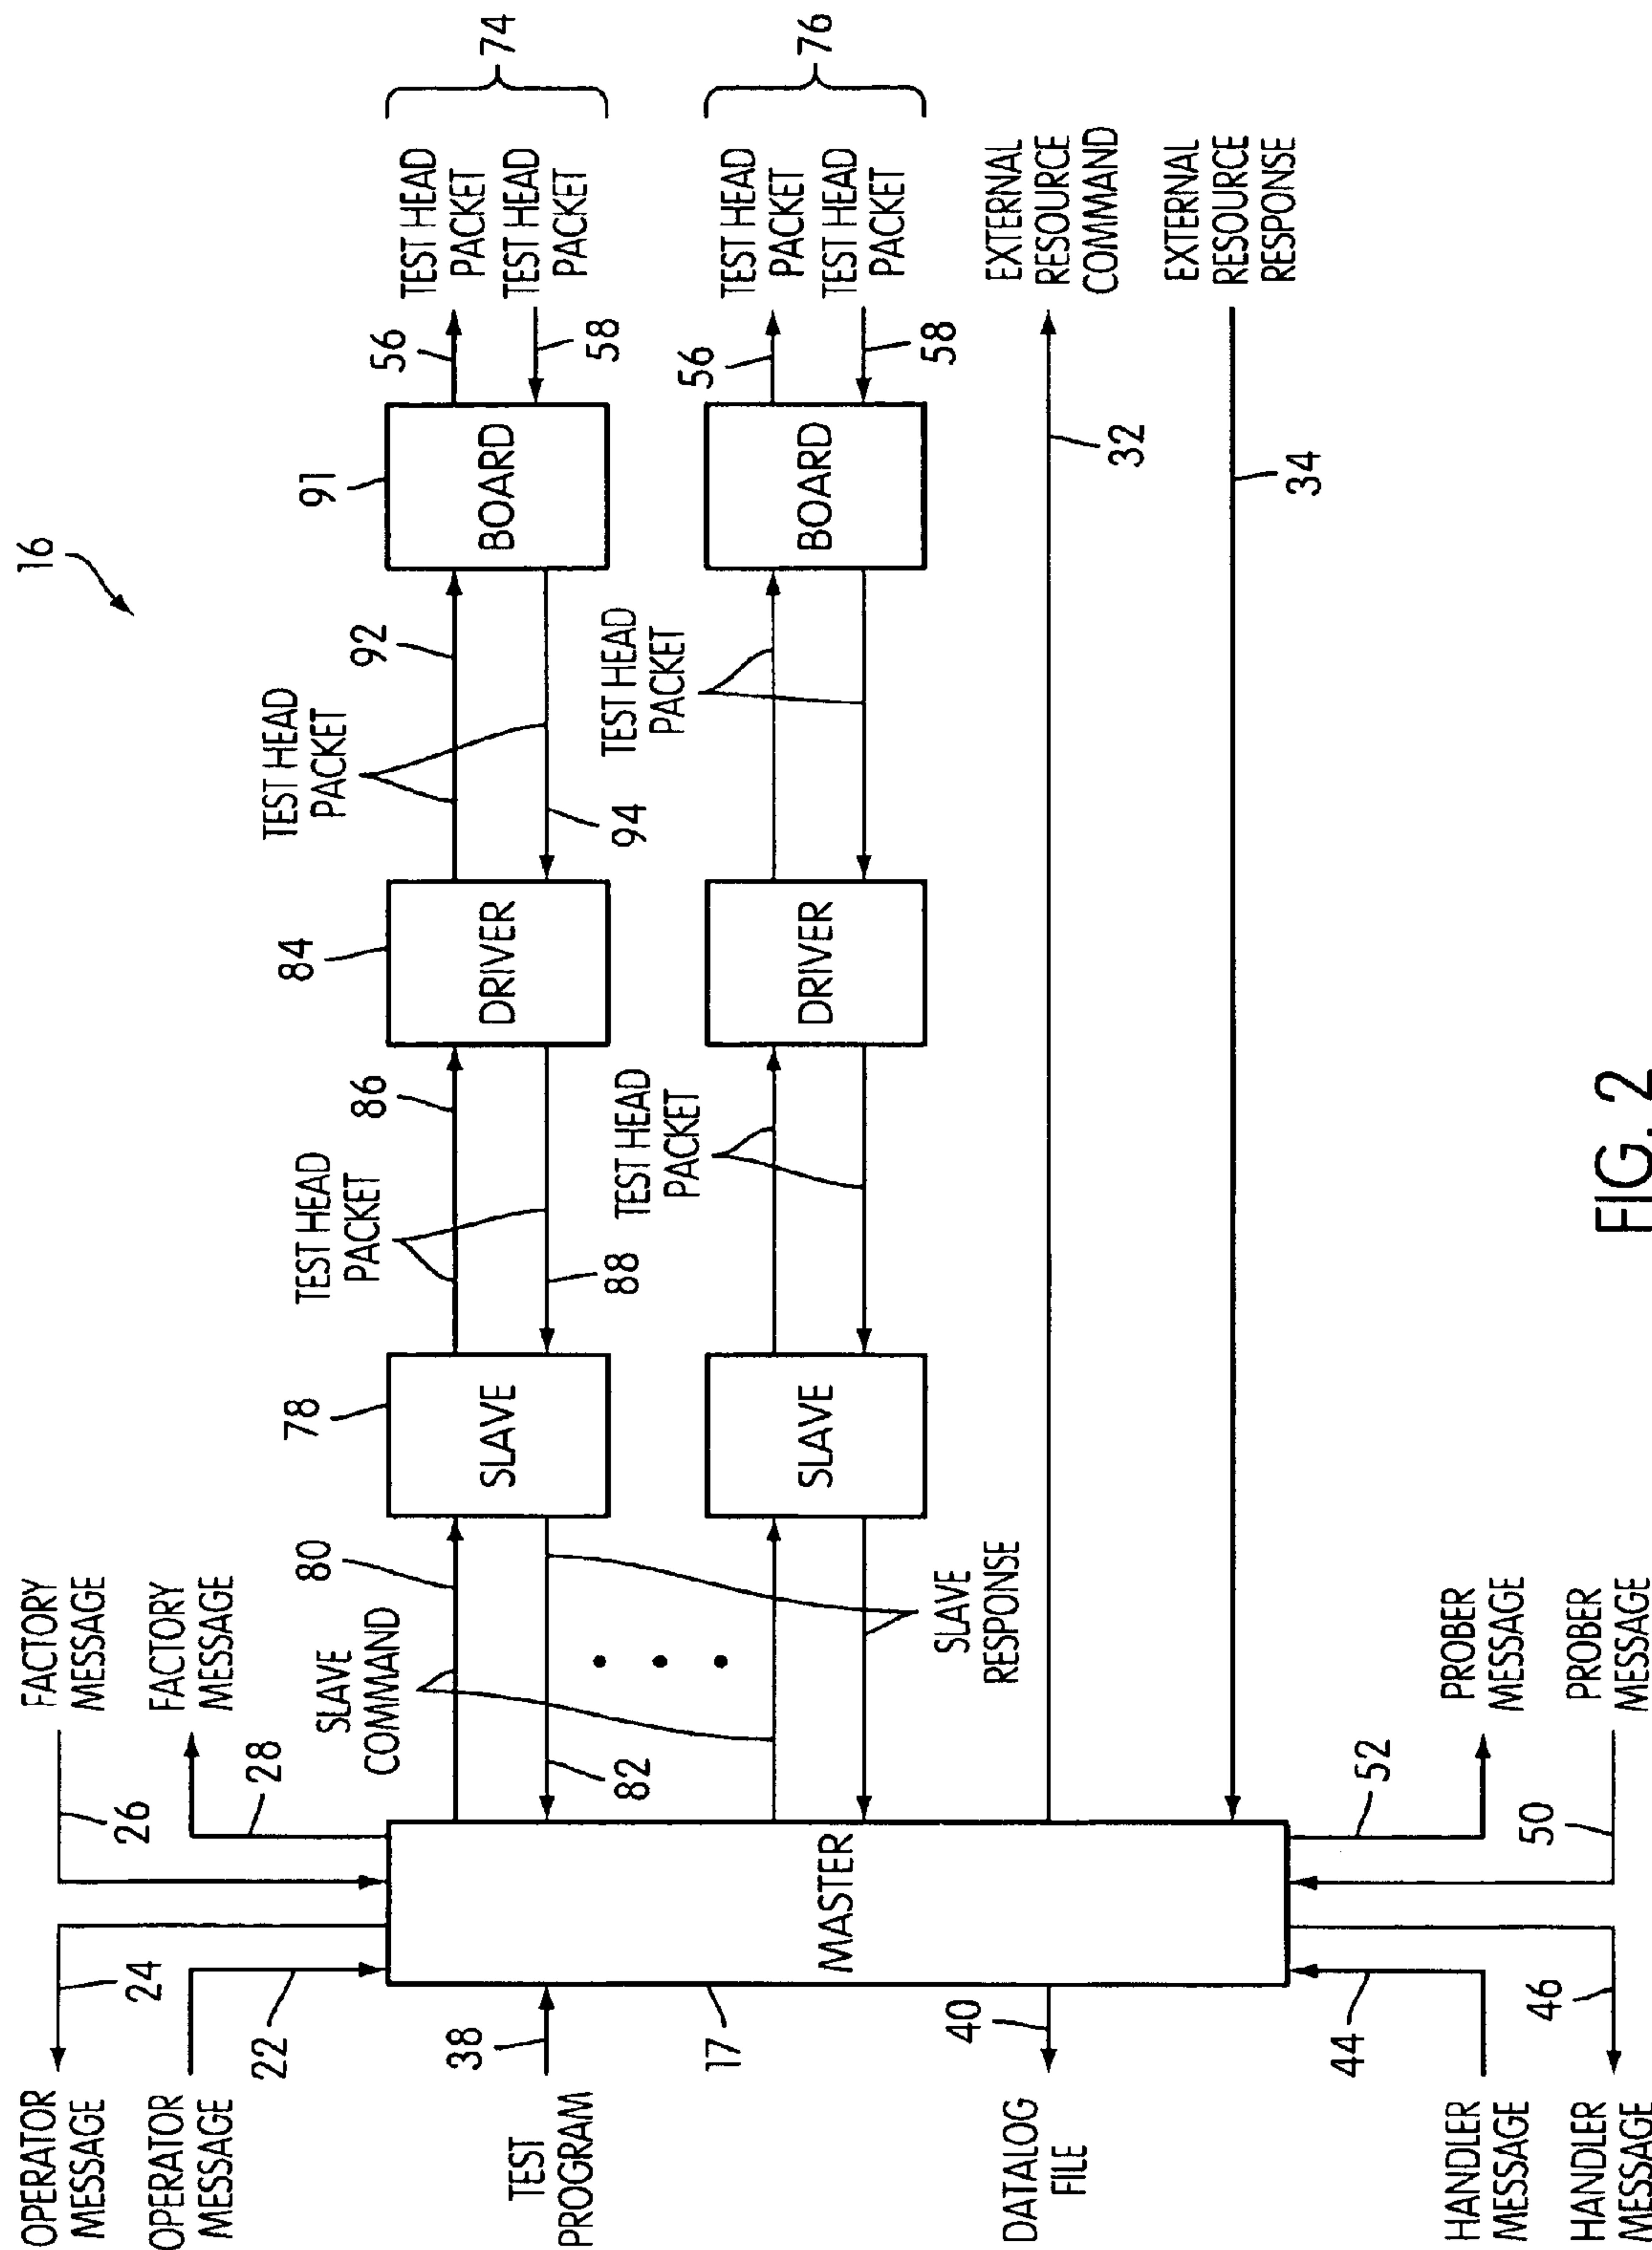 16
OPERATOR
MESSAGE
24
26
FACTORY
MESSAGE
OPERATOR
MESSAGE
22
28
FACTORY
MESSAGE
TEST
PROGRAM
38
17
MASTER
DATALOG
FILE
40
HANDLER
MESSAGE
44
52
PROBER
MESSAGE
HANDLER
MESSAGE
46
50
PROBER
MESSAGE
SLAVE
COMMAND
80
82
SLAVE
RESPONSE
78
SLAVE
TEST HEAD
PACKET
86
88
84
DRIVER
TEST HEAD
PACKET
92
94
91
BOARD
56
TEST HEAD
PACKET
58
TEST HEAD
PACKET
74
SLAVE
TEST HEAD
PACKET
DRIVER
TEST HEAD
PACKET
BOARD
56
TEST HEAD
PACKET
58
TEST HEAD
PACKET
76
32
EXTERNAL
RESOURCE
COMMAND
34
EXTERNAL
RESOURCE
RESPONSE
FIG. 2